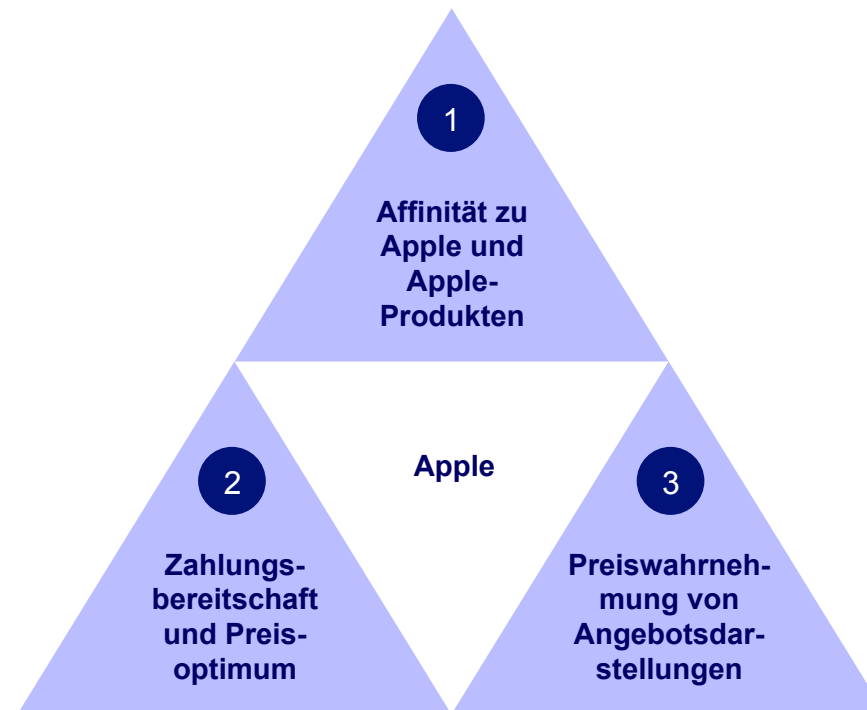 1
Affinität zu
Apple und
Apple-
Produkten
Apple
2
Zahlungs-
bereitschaft
und Preis-
optimum
3
Preiswahrneh-
mung von
Angebotsdar-
stellungen